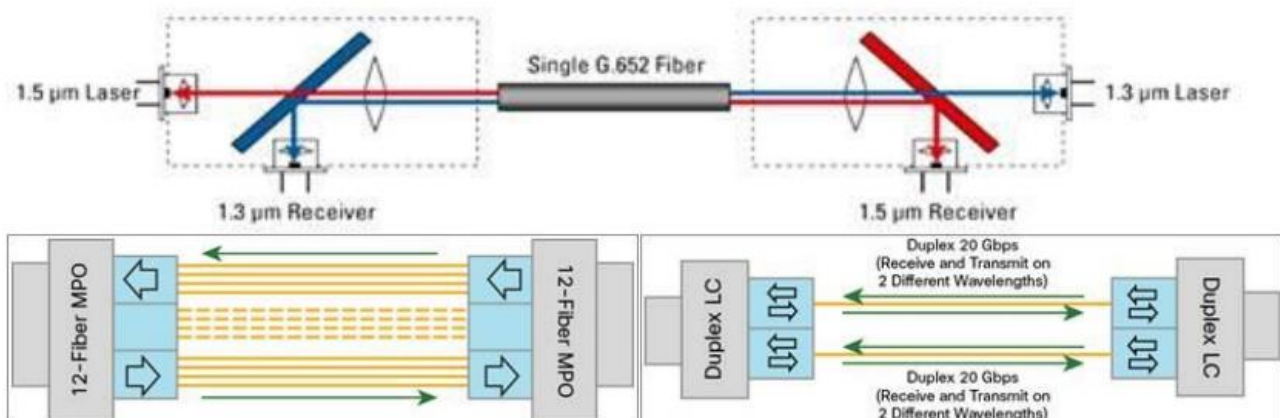 Single G.652 Fiber
1.5 µm Laser
1.3 µm Laser
1.3 µm Receiver
1.5 µm Receiver
12-Fiber MPO
12-Fiber MPO
Duplex 20 Gbps
(Receive and Transmit on
2 Different Wavelengths)
Duplex LC
Duplex LC
Duplex 20 Gbps
(Receive and Transmit on
2 Different Wavelengths)